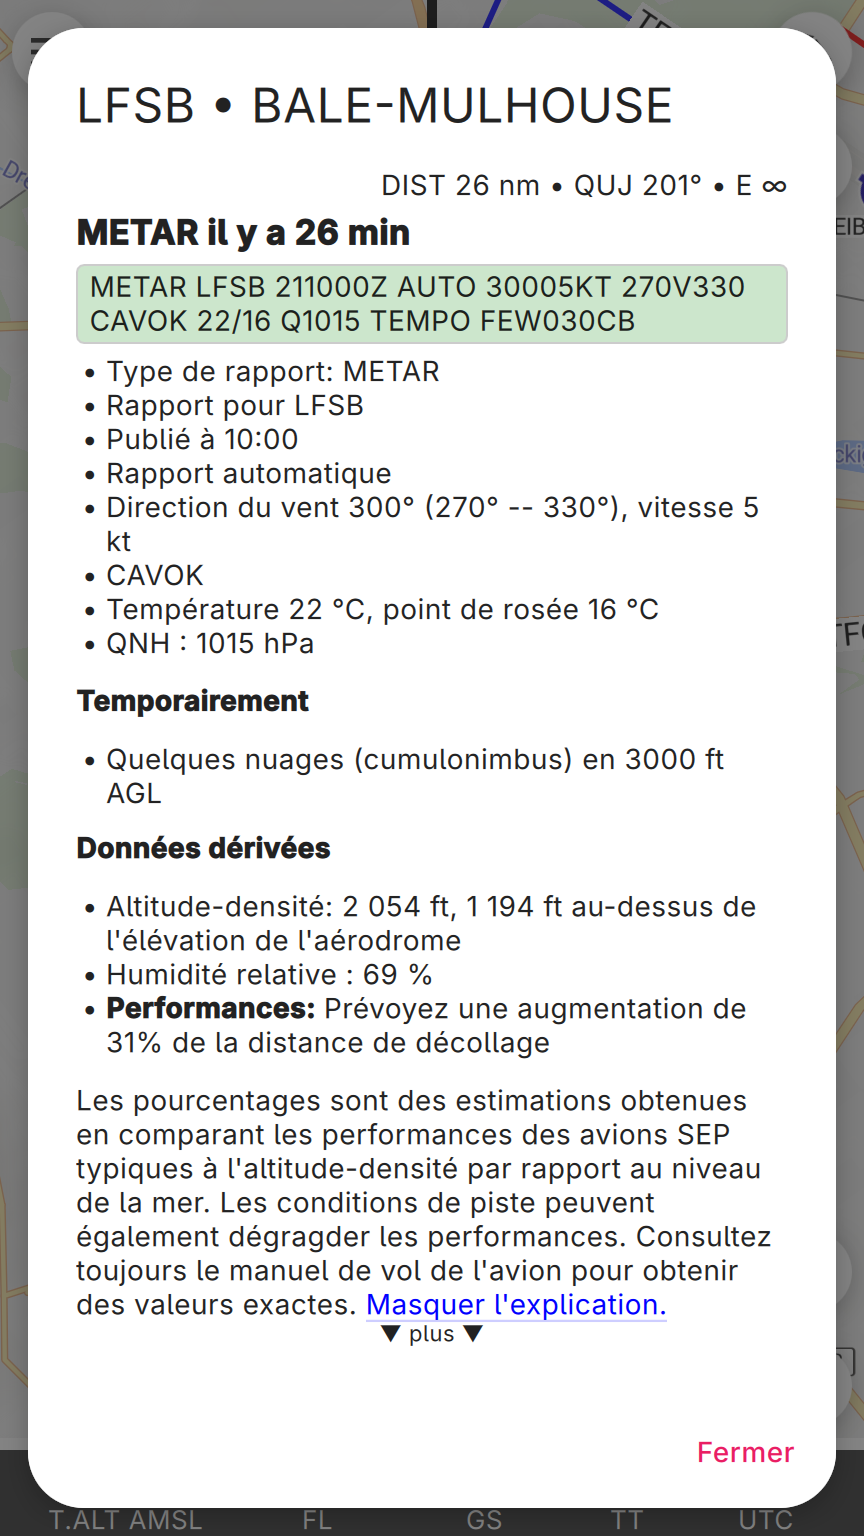 LFSB • BALE-MULHOUSE
DIST 26 nm • QUJ 201° • E ∞
METAR il y a 26 min
METAR LFSB 211000Z AUTO 30005KT 270V330
CAVOK 22/16 Q1015 TEMPO FEW030CB
• Type de rapport: METAR
• Rapport pour LFSB
• Publié à 10:00
• Rapport automatique
• Direction du vent 300° (270° -- 330°), vitesse 5
kt
• CAVOK
• Température 22 °C, point de rosée 16 °C
• QNH : 1015 hPa
Temporairement
• Quelques nuages (cumulonimbus) en 3000 ft
AGL
Données dérivées
• Altitude-densité: 2 054 ft, 1 194 ft au-dessus de
l'élévation de l'aérodrome
• Humidité relative : 69 %
• Performances: Prévoyez une augmentation de
31% de la distance de décollage
Les pourcentages sont des estimations obtenues
en comparant les performances des avions SEP
typiques à l'altitude-densité par rapport au niveau
de la mer. Les conditions de piste peuvent
également dégragder les performances. Consultez
toujours le manuel de vol de l'avion pour obtenir
des valeurs exactes. Masquer l'explication.
▼ plus ▼
Fermer
T.ALT AMSL FL GS TT UTC